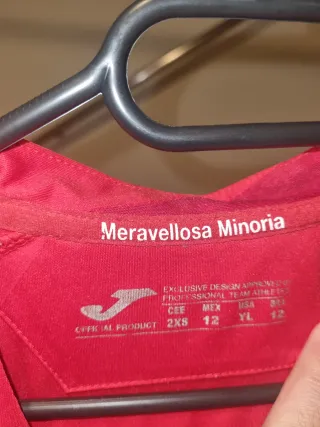 Meravellosa Minoria
EXCLUSIVE DESIGN APPROVED BY
PROFESSIONAL TEAM ATHLETES
OFFICIAL PRODUCT
CEE MEX USA BRA
2XS 12 YL 12